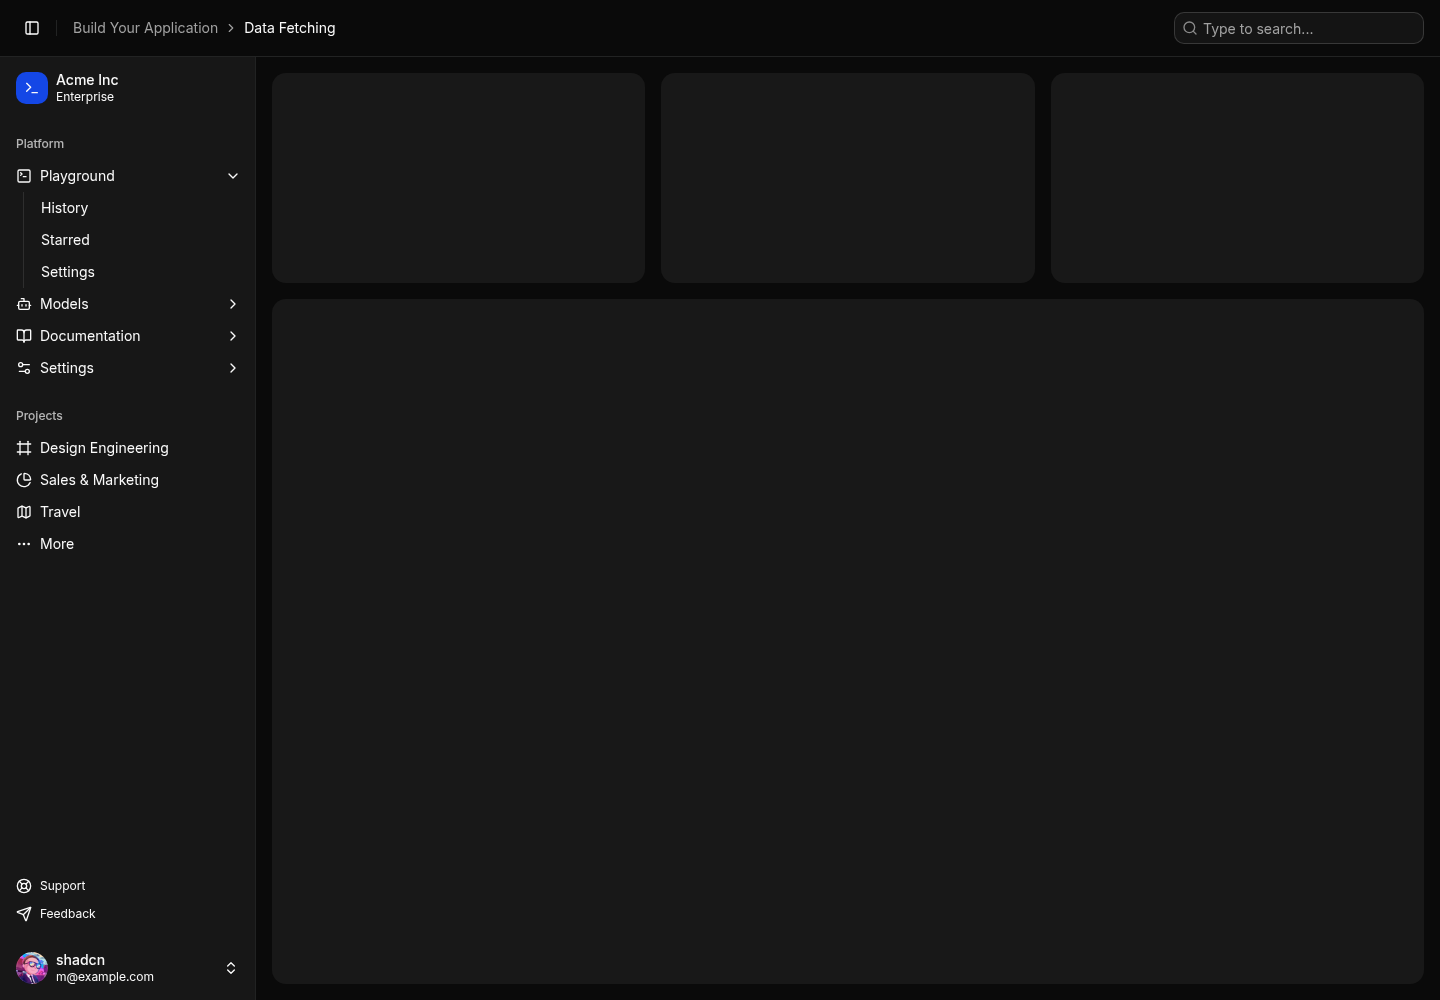 Build Your Application
Data Fetching
Type to search...
Acme Inc
Enterprise
Platform
Playground
History
Starred
Settings
Models
Documentation
Settings
Projects
Design Engineering
Sales & Marketing
Travel
More
Support
Feedback
shadcn
m@example.com